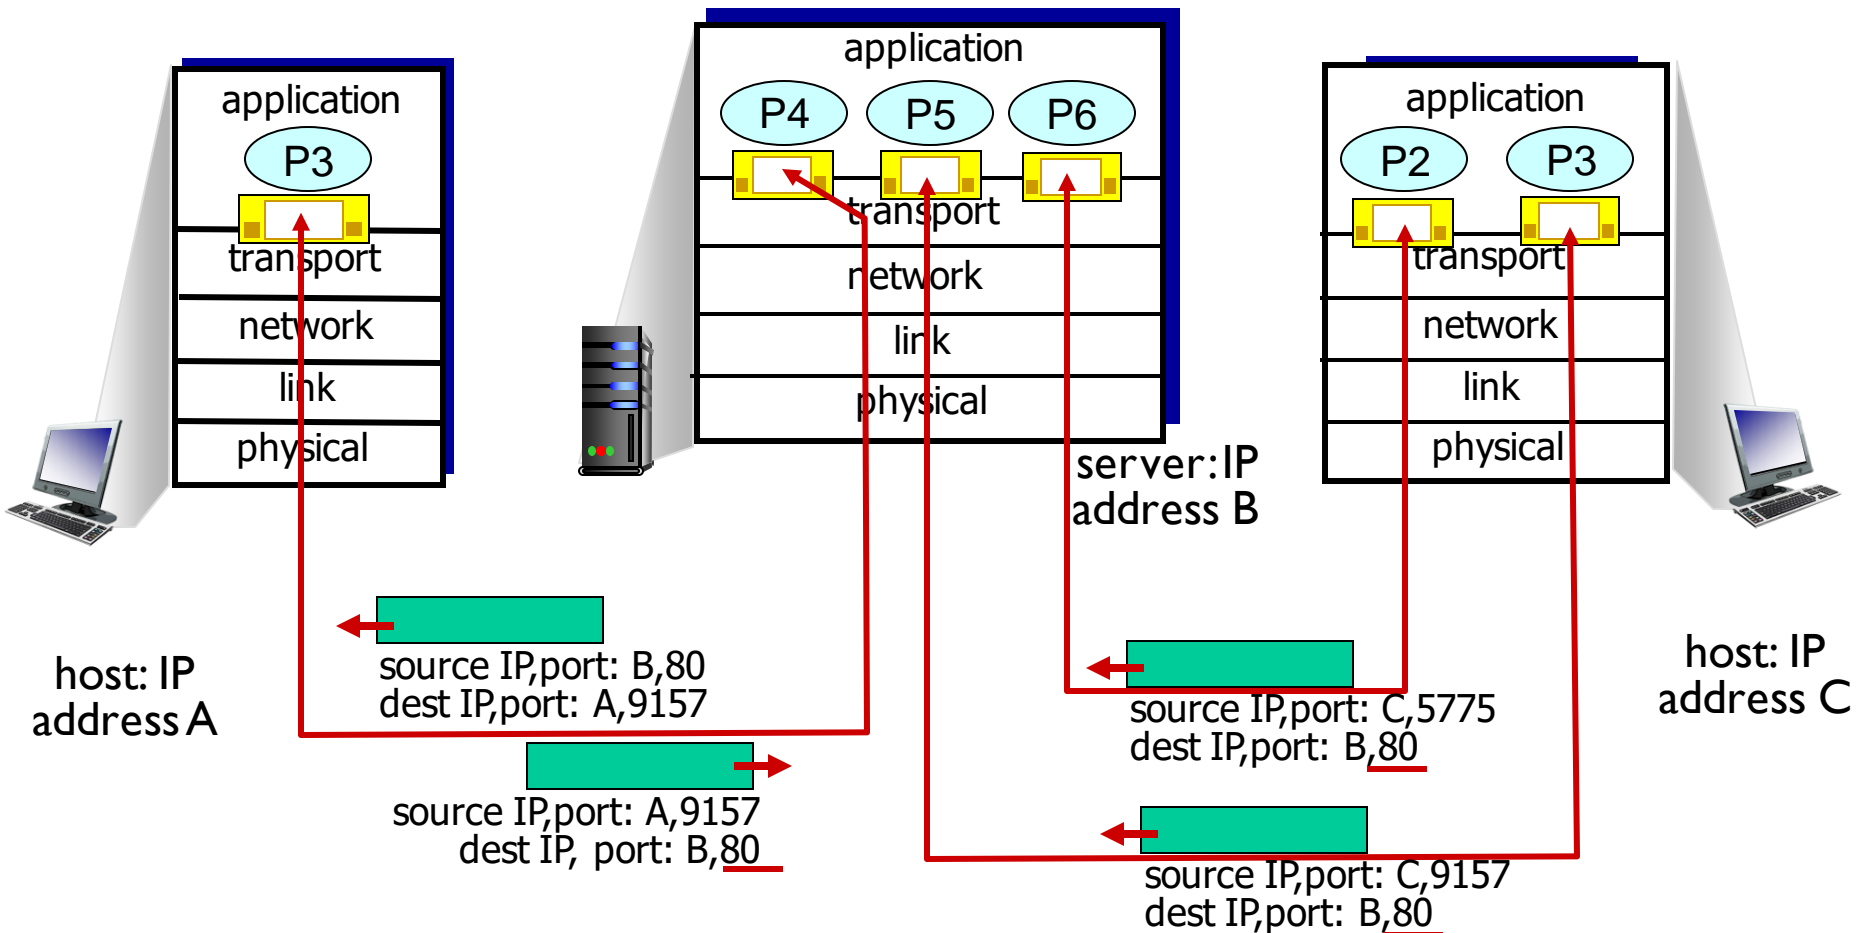 application
P3
transport
network
link
physical
host: IP
address A
application
P4
P5
P6
transport
network
link
physical
server: IP
address B
application
P2
P3
transport
network
link
physical
host: IP
address C
source IP,port: B,80
dest IP,port: A,9157
source IP,port: A,9157
dest IP, port: B,80
source IP,port: C,5775
dest IP,port: B,80
source IP,port: C,9157
dest IP,port: B,80